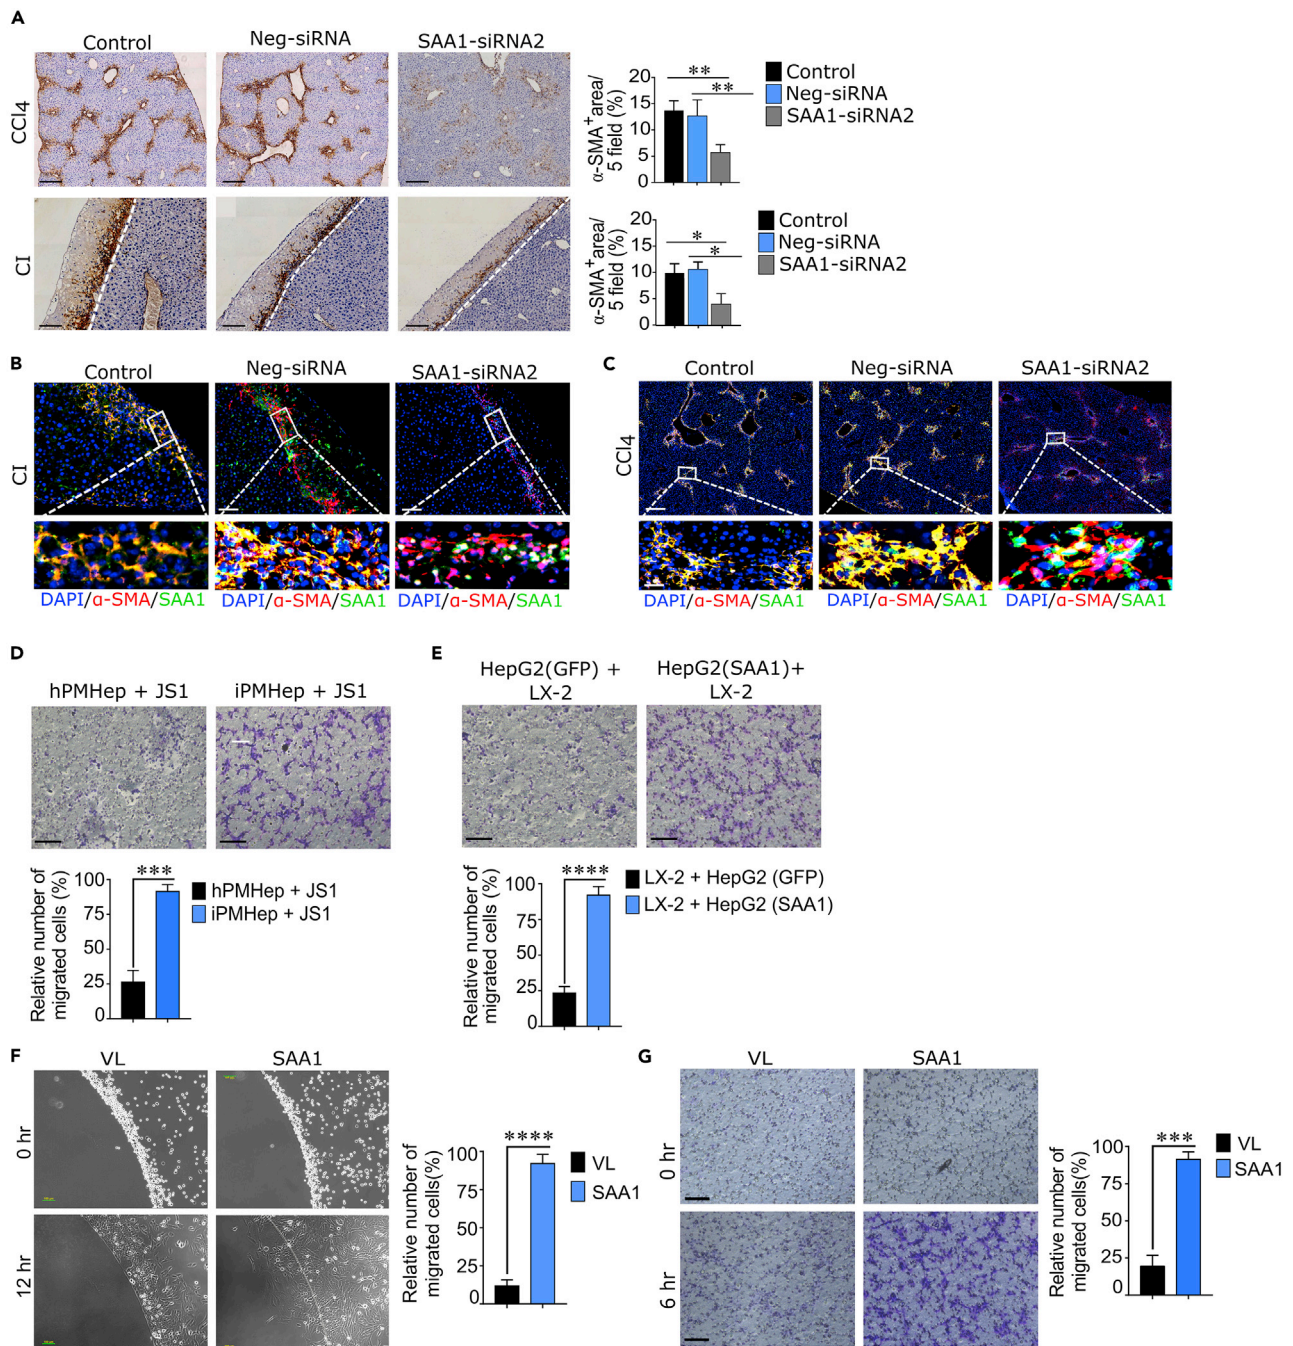 A
Control
Neg-siRNA
SAA1-siRNA2
CCl4
α-SMA+area/
5 field (%)
20
15
10
5
0
**
**
Control
Neg-siRNA
SAA1-siRNA2
CI
α-SMA+area/
5 field (%)
20
15
10
5
0
*
*
Control
Neg-siRNA
SAA1-siRNA2
B
Control
Neg-siRNA
SAA1-siRNA2
CI
DAPI/α-SMA/SAA1
DAPI/α-SMA/SAA1
DAPI/α-SMA/SAA1
C
Control
Neg-siRNA
SAA1-siRNA2
CCl4
DAPI/α-SMA/SAA1
DAPI/α-SMA/SAA1
DAPI/α-SMA/SAA1
D
hPMHep + JS1
iPMHep + JS1
Relative number of
migrated cells (%)
100
75
50
25
0
***
hPMHep + JS1
iPMHep + JS1
E
HepG2(GFP) +
LX-2
HepG2(SAA1)+
LX-2
Relative number of
migrated cells (%)
100
75
50
25
0
****
LX-2 + HepG2 (GFP)
LX-2 + HepG2 (SAA1)
F
VL
SAA1
0 hr
12 hr
Relative number of
migrated cells(%)
100
75
50
25
0
****
VL
SAA1
G
VL
SAA1
0 hr
6 hr
Relative number of
migrated cells(%)
100
75
50
25
0
***
VL
SAA1